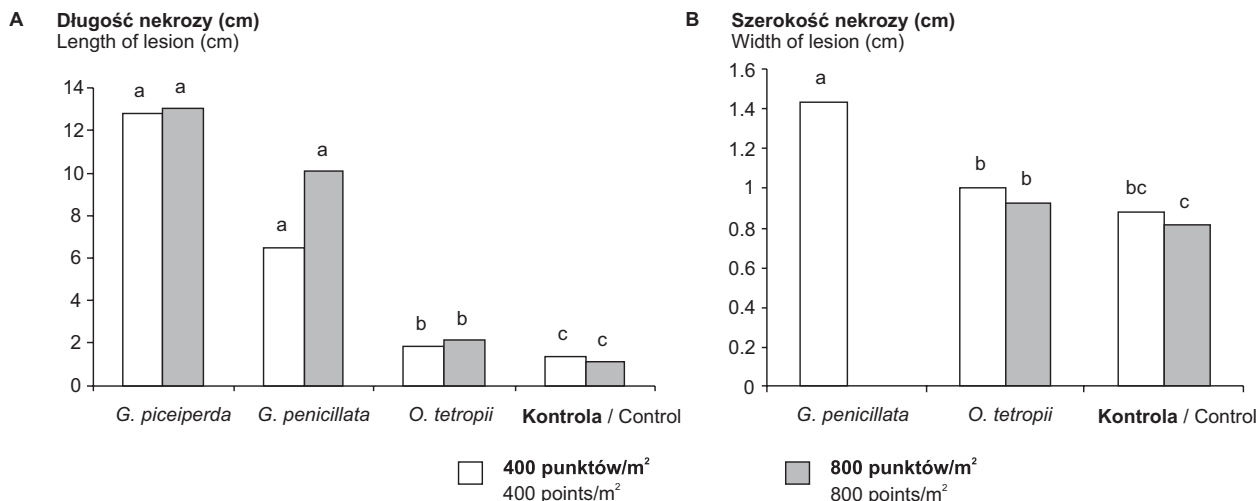 A Długość nekrozy (cm)
Length of lesion (cm)
14
12
10
8
6
4
2
0
a a
a a
b b
c c
G. piceiperda G. penicillata O. tetropii Kontrola / Control
B Szerokość nekrozy (cm)
Width of lesion (cm)
1.6
1.4
1.2
1
0.8
0.6
0.4
0.2
0
a
b b
bc c
G. penicillata O. tetropii Kontrola / Control
400 punktów/m²
400 points/m²
800 punktów/m²
800 points/m²